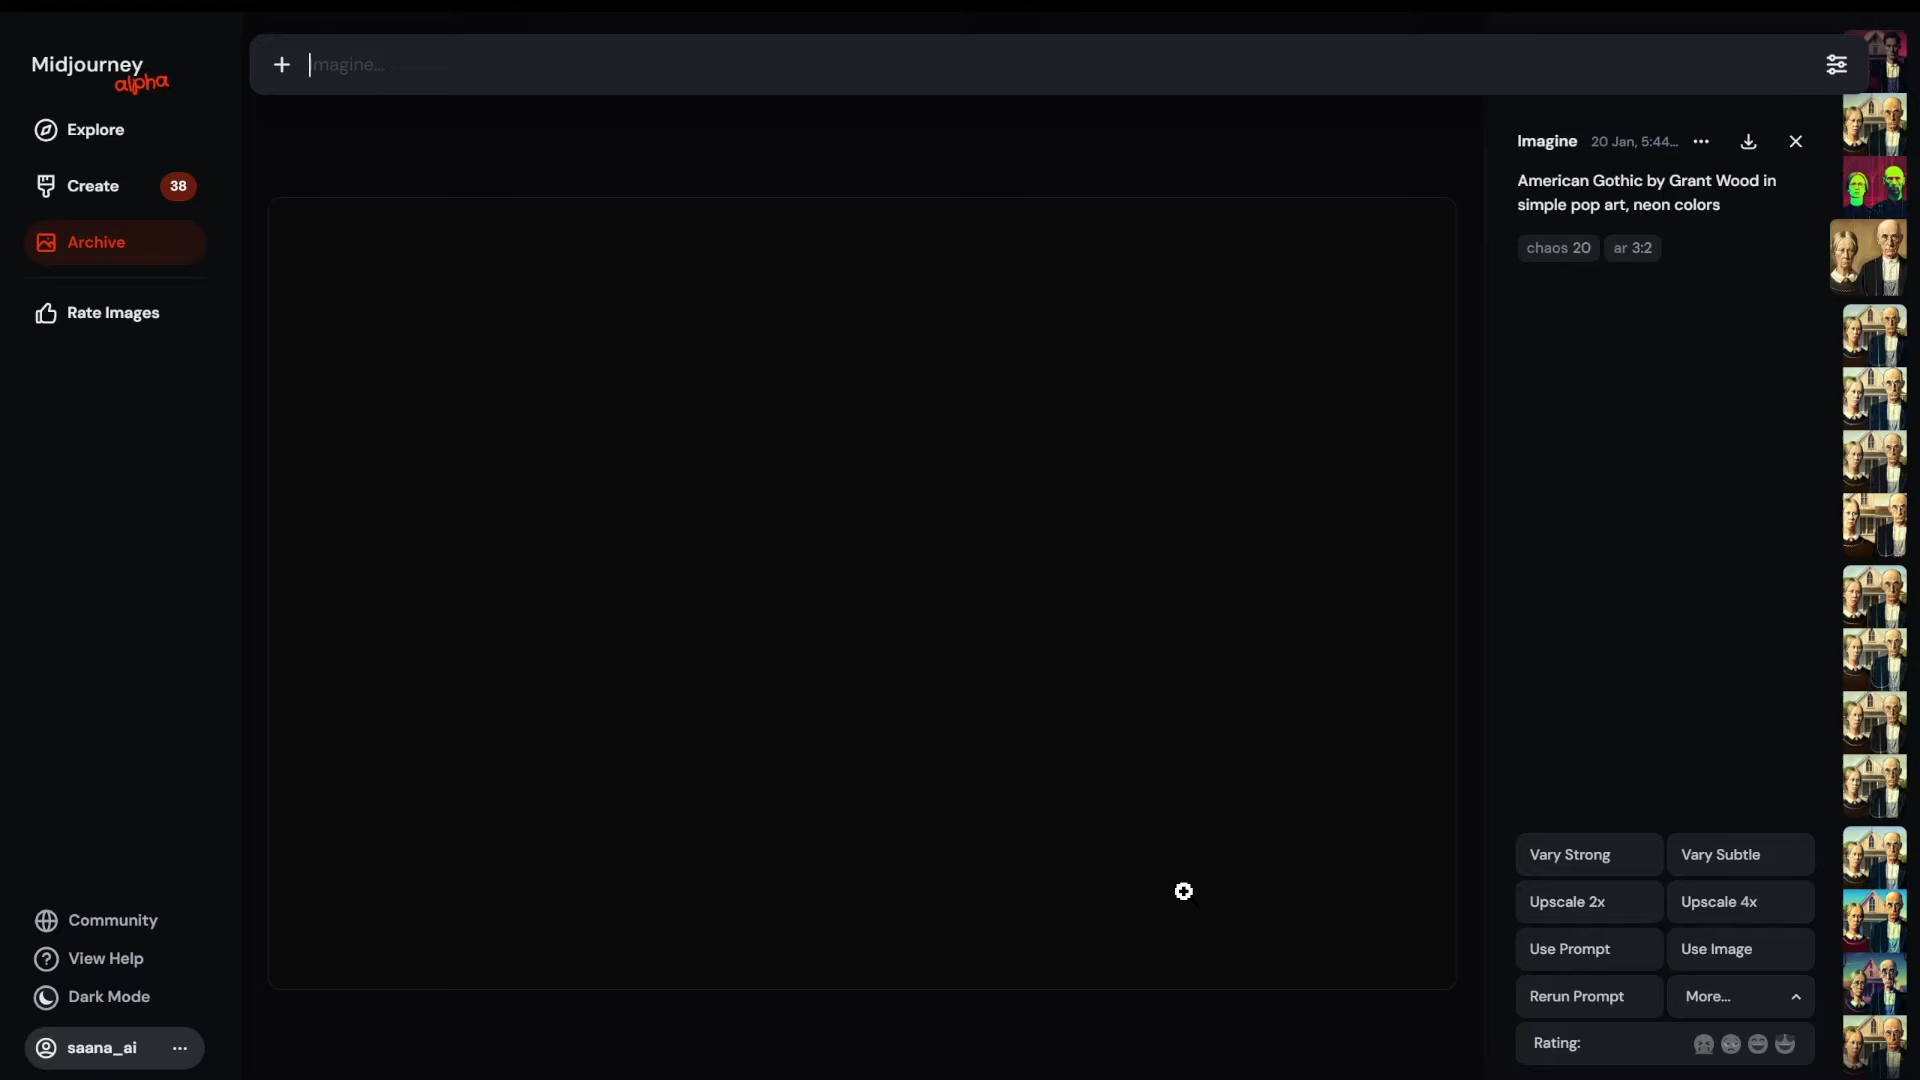 Midjourney
alpha
Imagine...
Explore
Create 38
Archive
Rate Images
Imagine 20 Jan, 5:44...
American Gothic by Grant Wood in
simple pop art, neon colors
chaos 20 ar 3:2
Vary Strong Vary Subtle
Upscale 2x Upscale 4x
Use Prompt Use Image
Rerun Prompt More...
Rating:
Community
View Help
Dark Mode
saana_ai ...